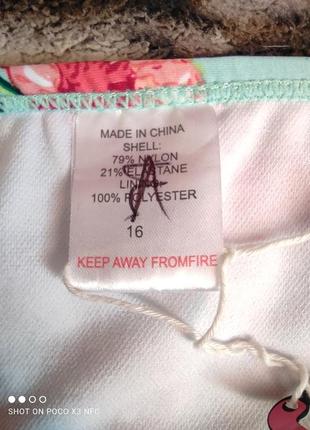 MADE IN CHINA
SHELL:
79% NYLON
21% ELASTANE
LINING:
100% POLYESTER
16
KEEP AWAY FROMFIRE
SHOT ON POCO X3 NFC